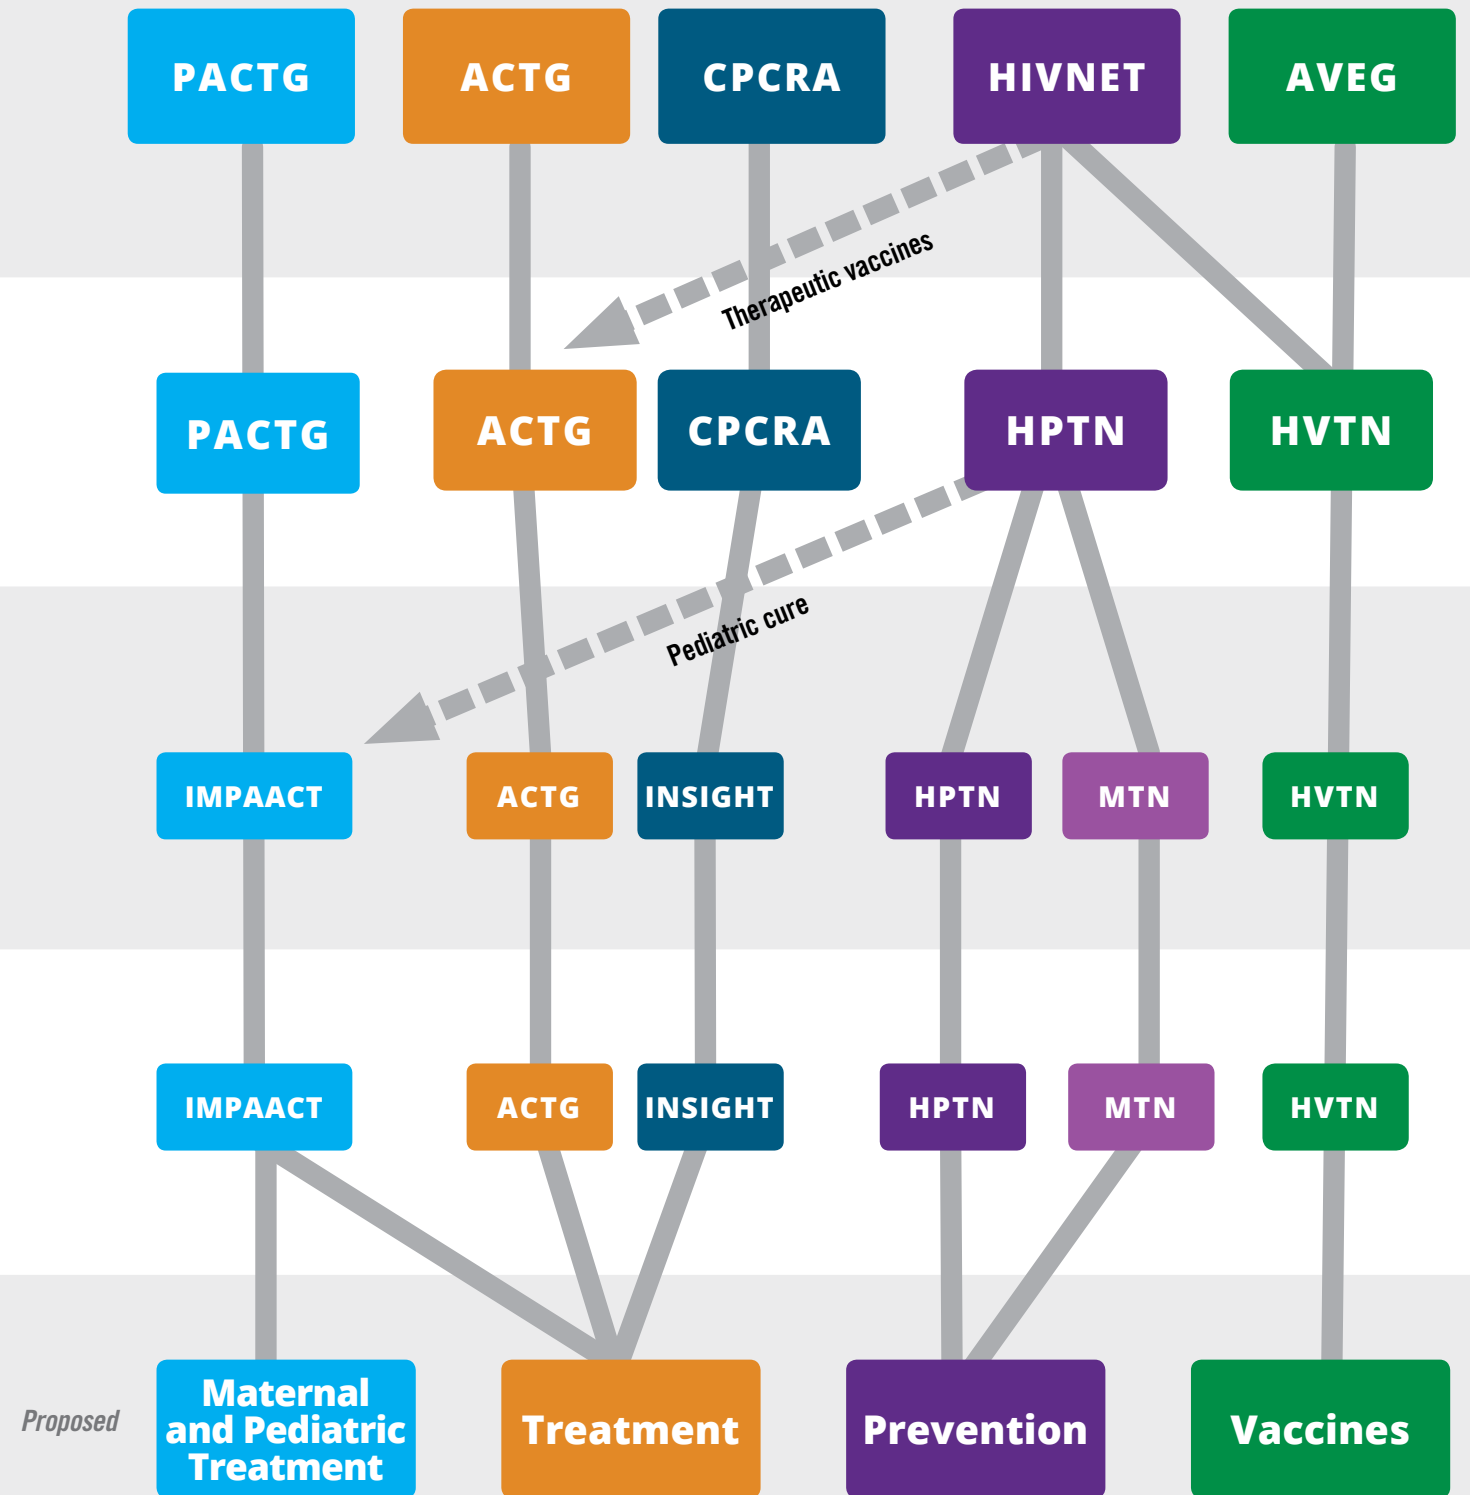 PACTG
ACTG
CPCRA
HIVNET
AVEG
Therapeutic vaccines
PACTG
ACTG
CPCRA
HPTN
HVTN
Pediatric cure
IMPAACT
ACTG
INSIGHT
HPTN
MTN
HVTN
IMPAACT
ACTG
INSIGHT
HPTN
MTN
HVTN
Proposed
Maternal
and Pediatric
Treatment
Treatment
Prevention
Vaccines